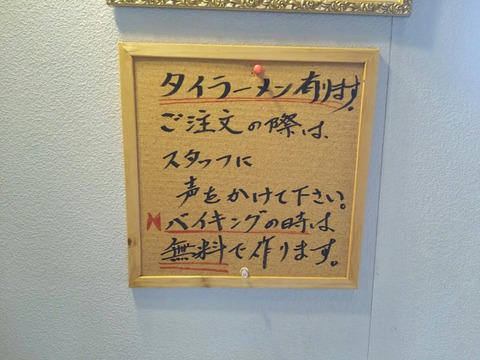 タイラーメン有ります。
ご注文の際は、
スタッフに
声をかけて下さい。
バイキングの時は
無料で作ります。